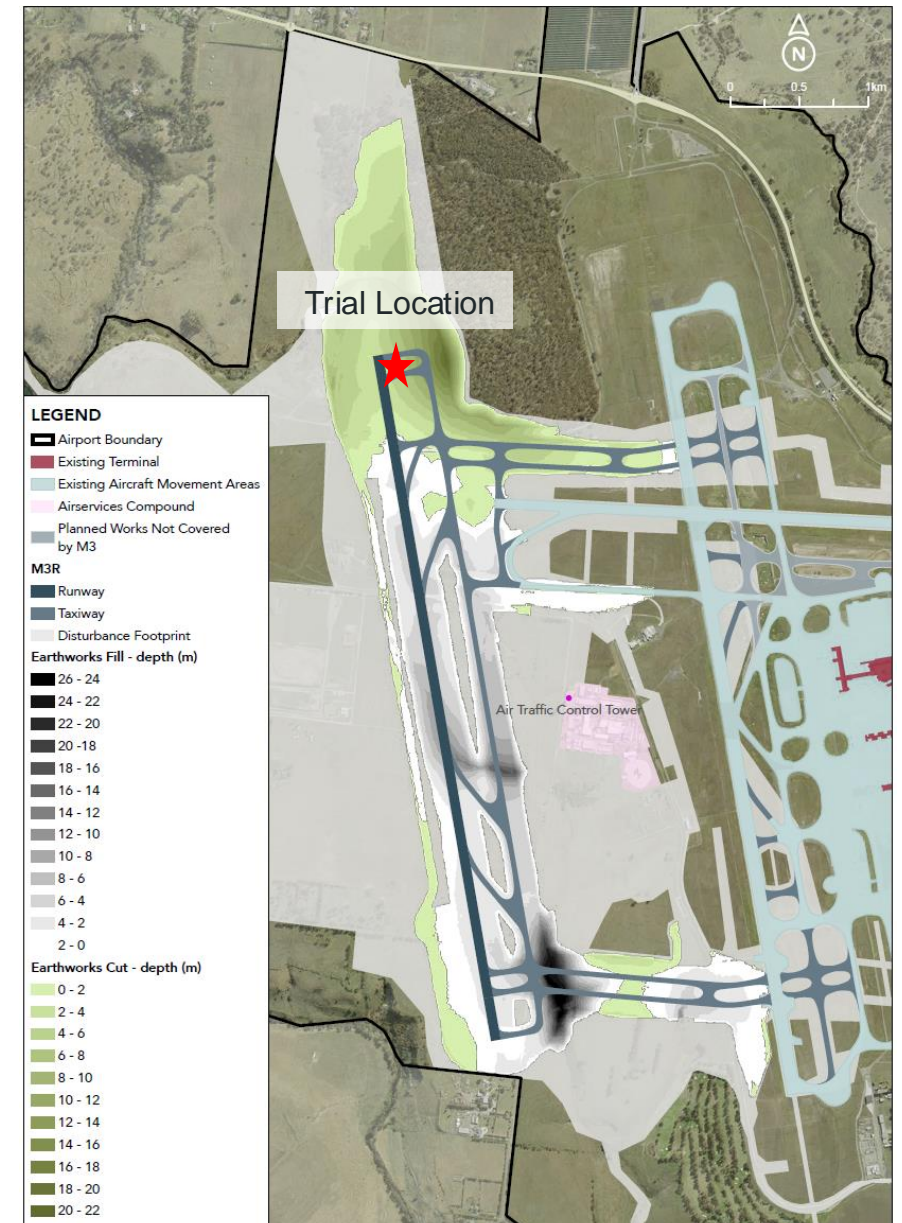 N
0 0.5 1km
Trial Location
Air Traffic Control Tower
LEGEND
Airport Boundary
Existing Terminal
Existing Aircraft Movement Areas
Airservices Compound
Planned Works Not Covered
by M3
M3R
Runway
Taxiway
Disturbance Footprint
Earthworks Fill - depth (m)
26 - 24
24 - 22
22 - 20
20 -18
18 - 16
16 - 14
14 - 12
12 - 10
10 - 8
8 - 6
6 - 4
4 - 2
2 - 0
Earthworks Cut - depth (m)
0 - 2
2 - 4
4 - 6
6 - 8
8 - 10
10 - 12
12 - 14
14 - 16
16 - 18
18 - 20
20 - 22